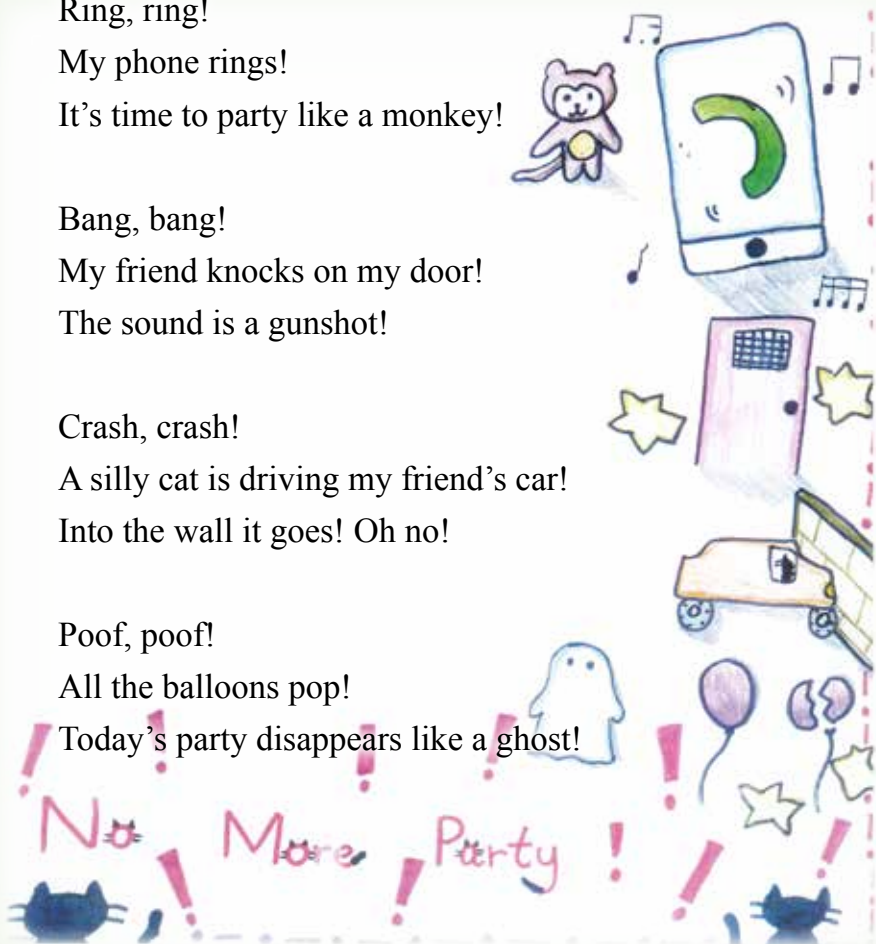 Ring, ring!
My phone rings!
It's time to party like a monkey!

Bang, bang!
My friend knocks on my door!
The sound is a gunshot!

Crash, crash!
A silly cat is driving my friend's car!
Into the wall it goes! Oh no!

Poof, poof!
All the balloons pop!
Today's party disappears like a ghost!
No More Party !